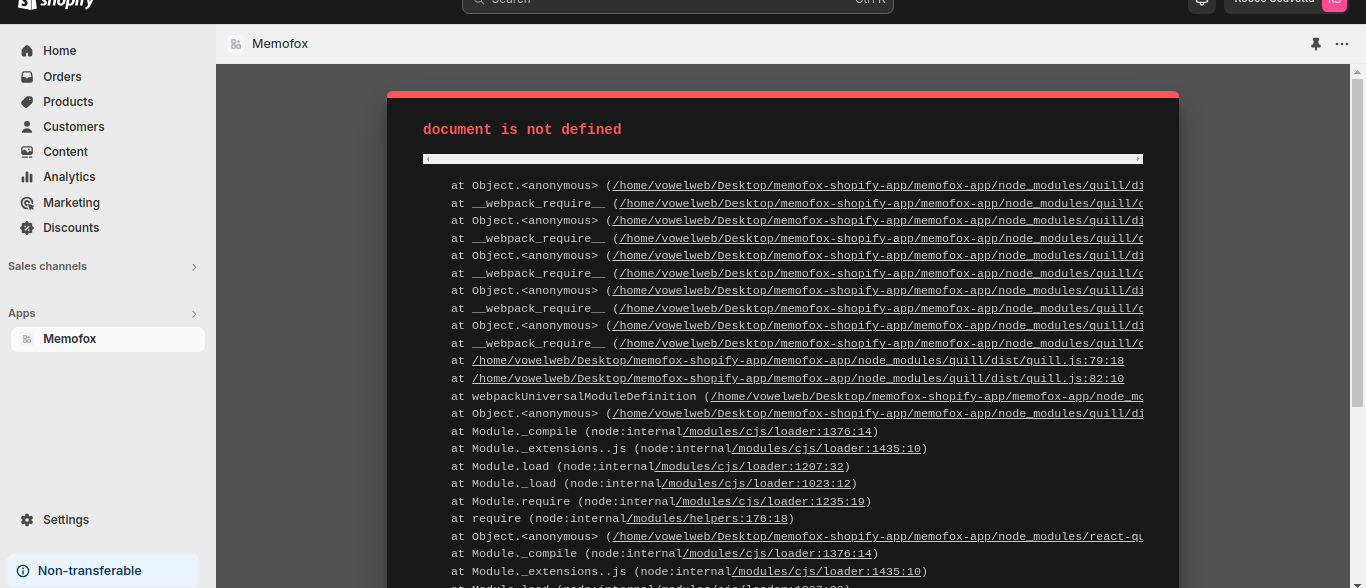 shopify
Search
Ctrl K
Home
Orders
Products
Customers
Content
Analytics
Marketing
Discounts
Sales channels
Apps
Memofox
Settings
Non-transferable
Memofox
document is not defined
at Object.<anonymous> (/home/vowelweb/Desktop/memofox-shopify-app/memofox-app/node_modules/quill/di
at __webpack_require__ (/home/vowelweb/Desktop/memofox-shopify-app/memofox-app/node_modules/quill/d
at Object.<anonymous> (/home/vowelweb/Desktop/memofox-shopify-app/memofox-app/node_modules/quill/di
at __webpack_require__ (/home/vowelweb/Desktop/memofox-shopify-app/memofox-app/node_modules/quill/d
at Object.<anonymous> (/home/vowelweb/Desktop/memofox-shopify-app/memofox-app/node_modules/quill/di
at __webpack_require__ (/home/vowelweb/Desktop/memofox-shopify-app/memofox-app/node_modules/quill/d
at Object.<anonymous> (/home/vowelweb/Desktop/memofox-shopify-app/memofox-app/node_modules/quill/di
at __webpack_require__ (/home/vowelweb/Desktop/memofox-shopify-app/memofox-app/node_modules/quill/d
at Object.<anonymous> (/home/vowelweb/Desktop/memofox-shopify-app/memofox-app/node_modules/quill/di
at __webpack_require__ (/home/vowelweb/Desktop/memofox-shopify-app/memofox-app/node_modules/quill/d
at /home/vowelweb/Desktop/memofox-shopify-app/memofox-app/node_modules/quill/dist/quill.js:79:18
at /home/vowelweb/Desktop/memofox-shopify-app/memofox-app/node_modules/quill/dist/quill.js:82:10
at webpackUniversalModuleDefinition (/home/vowelweb/Desktop/memofox-shopify-app/memofox-app/node_mo
at Object.<anonymous> (/home/vowelweb/Desktop/memofox-shopify-app/memofox-app/node_modules/quill/di
at Module._compile (node:internal/modules/cjs/loader:1376:14)
at Module._extensions..js (node:internal/modules/cjs/loader:1435:10)
at Module.load (node:internal/modules/cjs/loader:1207:32)
at Module._load (node:internal/modules/cjs/loader:1023:12)
at Module.require (node:internal/modules/cjs/loader:1235:19)
at require (node:internal/modules/helpers:176:18)
at Object.<anonymous> (/home/vowelweb/Desktop/memofox-shopify-app/memofox-app/node_modules/react-qu
at Module._compile (node:internal/modules/cjs/loader:1376:14)
at Module._extensions..js (node:internal/modules/cjs/loader:1435:10)